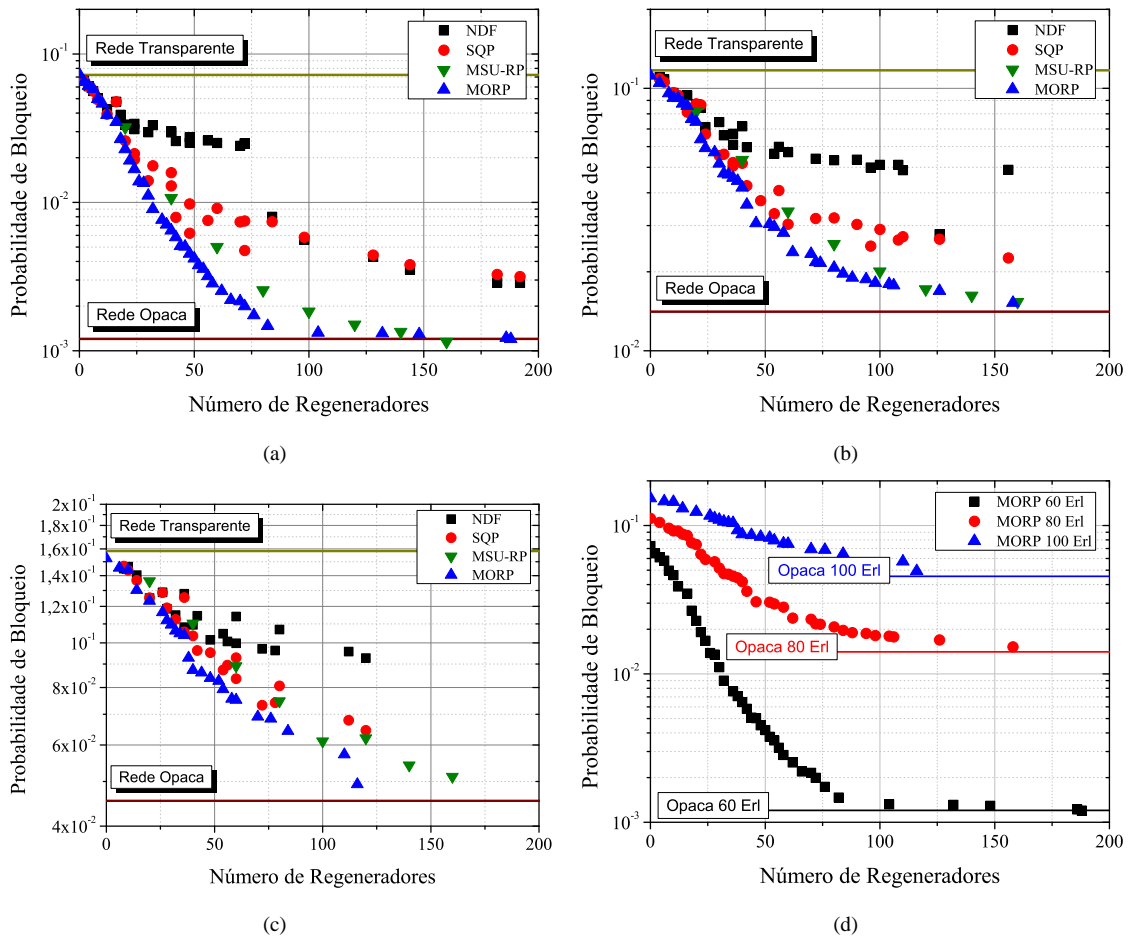 NDF
SQP
MSU-RP
MORP
Rede Transparente
Rede Opaca
10⁻¹
10⁻²
10⁻³
Probabilidade de Bloqueio
0 50 100 150 200
Número de Regeneradores
(a)
NDF
SQP
MSU-RP
MORP
Rede Transparente
Rede Opaca
10⁻¹
10⁻²
Probabilidade de Bloqueio
0 50 100 150 200
Número de Regeneradores
(b)
NDF
SQP
MSU-RP
MORP
Rede Transparente
Rede Opaca
2x10⁻¹
1,8x10⁻¹
1,6x10⁻¹
1,4x10⁻¹
1,2x10⁻¹
10⁻¹
8x10⁻²
6x10⁻²
4x10⁻²
Probabilidade de Bloqueio
0 50 100 150 200
Número de Regeneradores
(c)
MORP 60 Erl
MORP 80 Erl
MORP 100 Erl
Opaca 100 Erl
Opaca 80 Erl
Opaca 60 Erl
10⁻¹
10⁻²
10⁻³
Probabilidade de Bloqueio
0 50 100 150 200
Número de Regeneradores
(d)